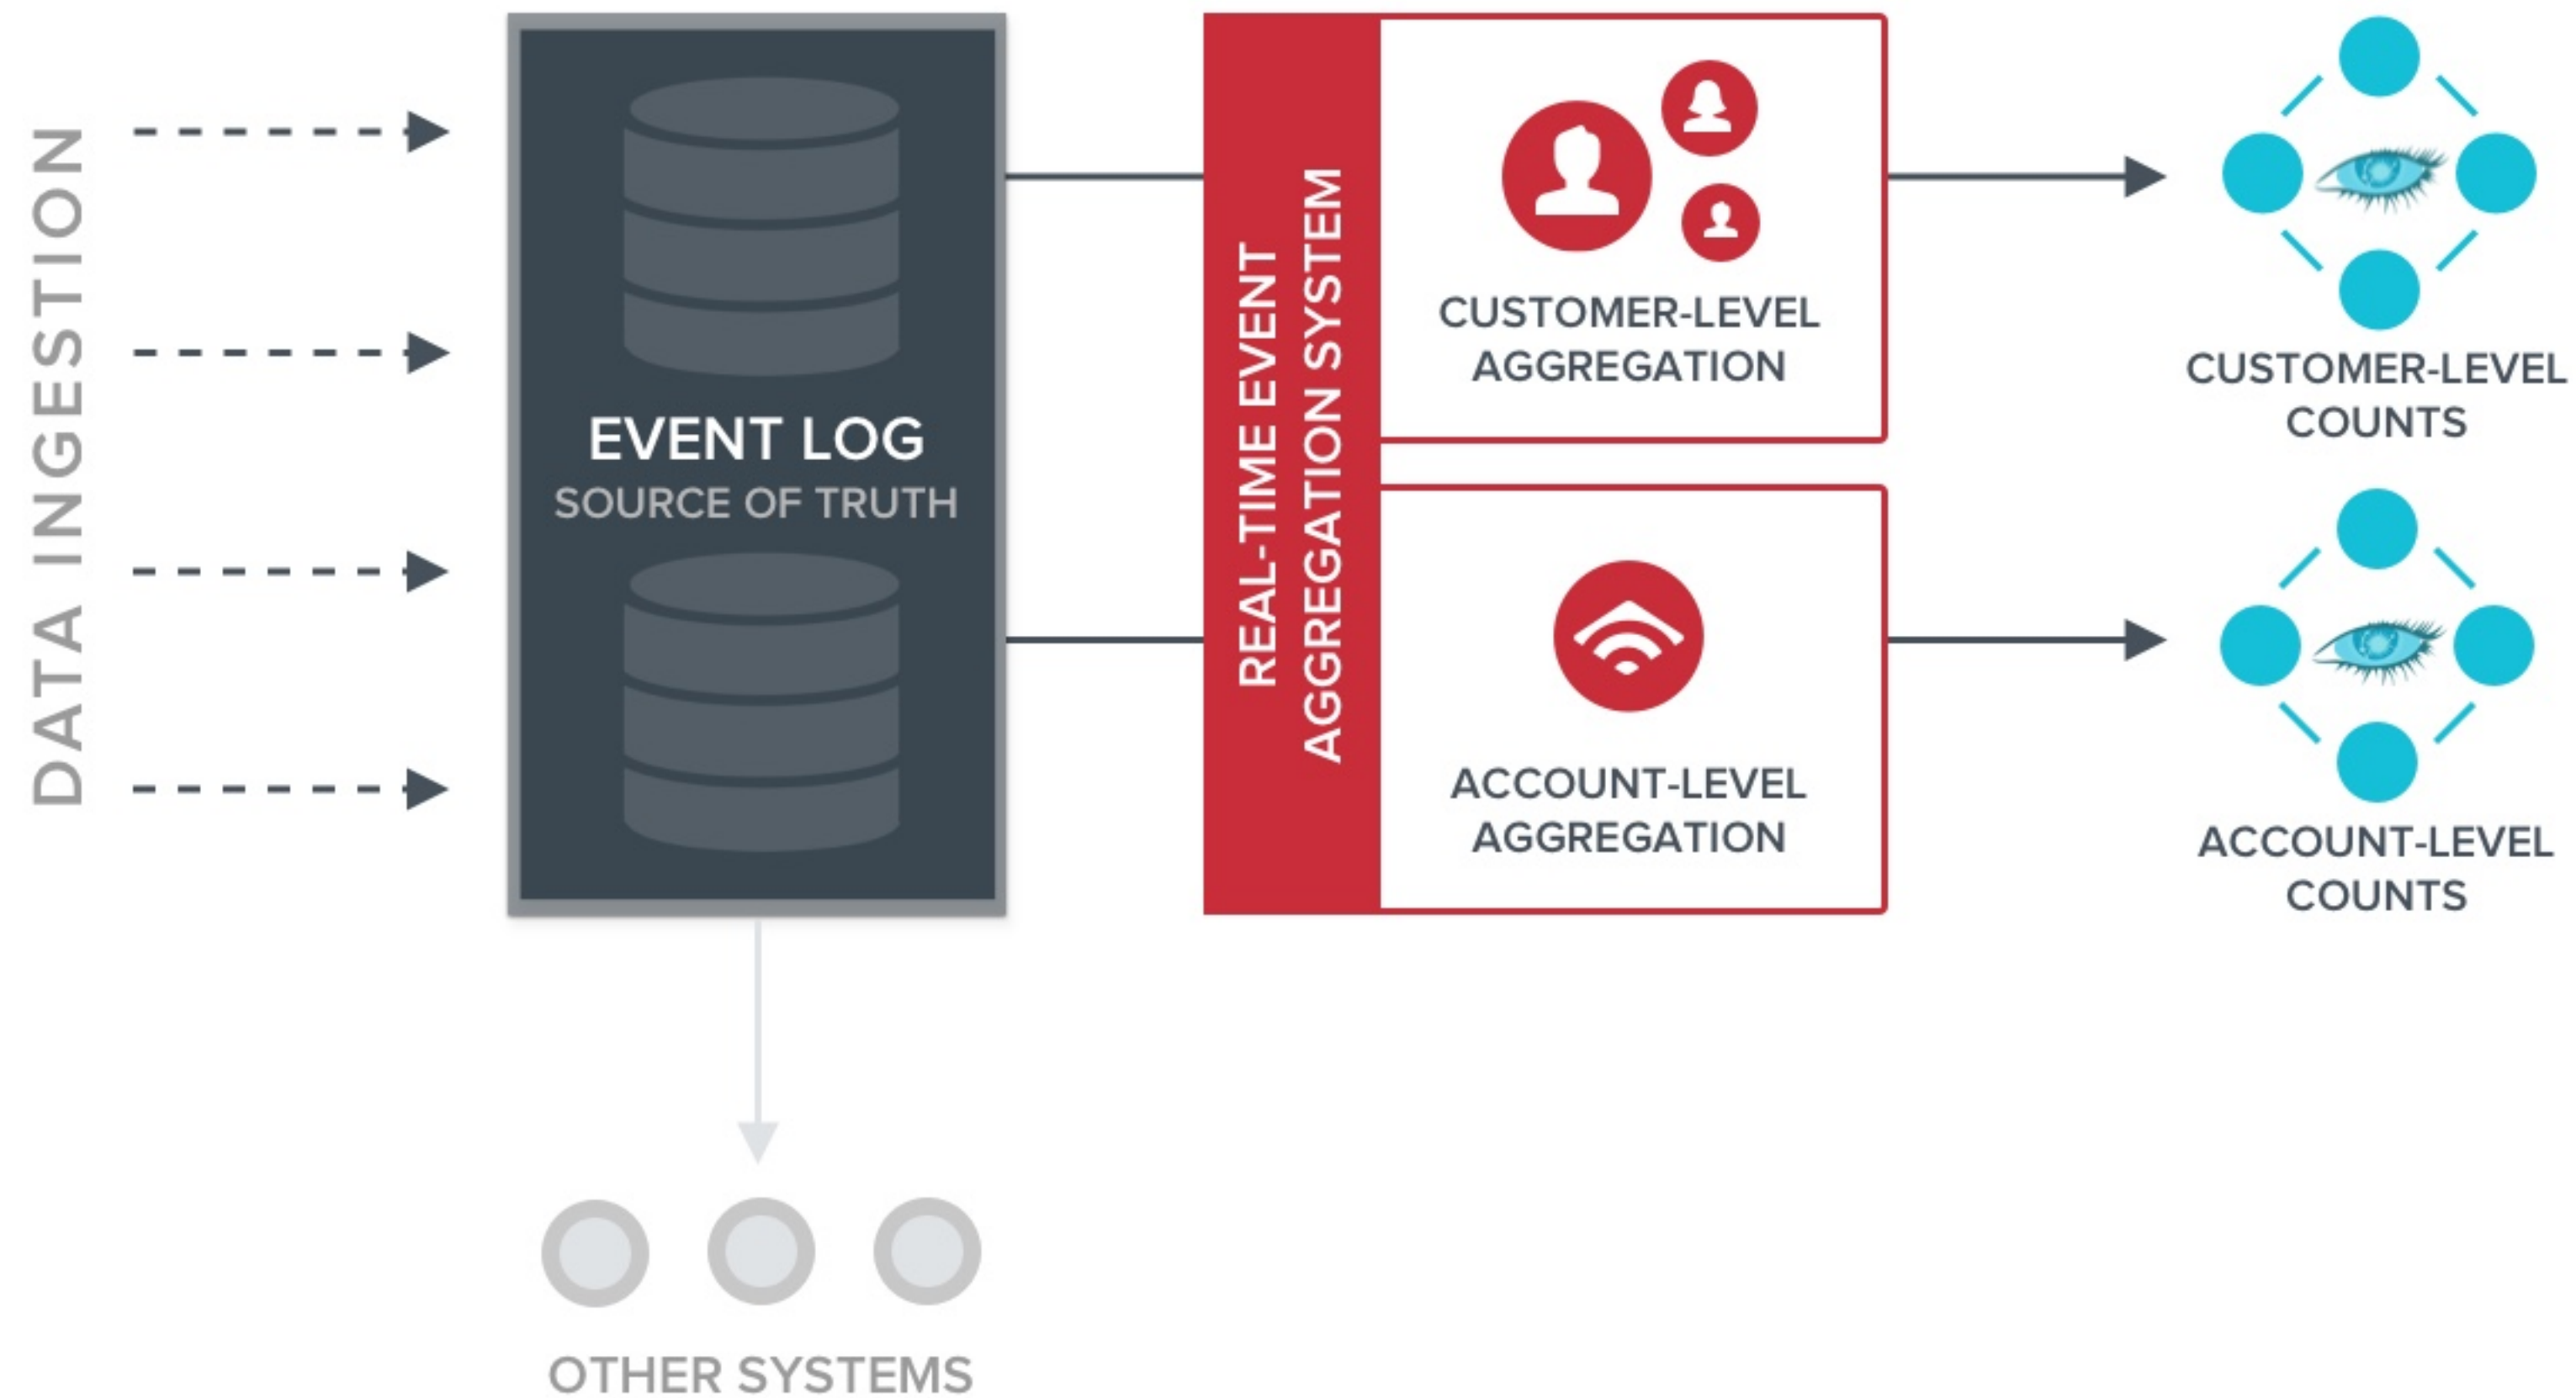 DATA INGESTION
EVENT LOG
SOURCE OF TRUTH
REAL-TIME EVENT
AGGREGATION SYSTEM
CUSTOMER-LEVEL
AGGREGATION
ACCOUNT-LEVEL
AGGREGATION
CUSTOMER-LEVEL
COUNTS
ACCOUNT-LEVEL
COUNTS
OTHER SYSTEMS